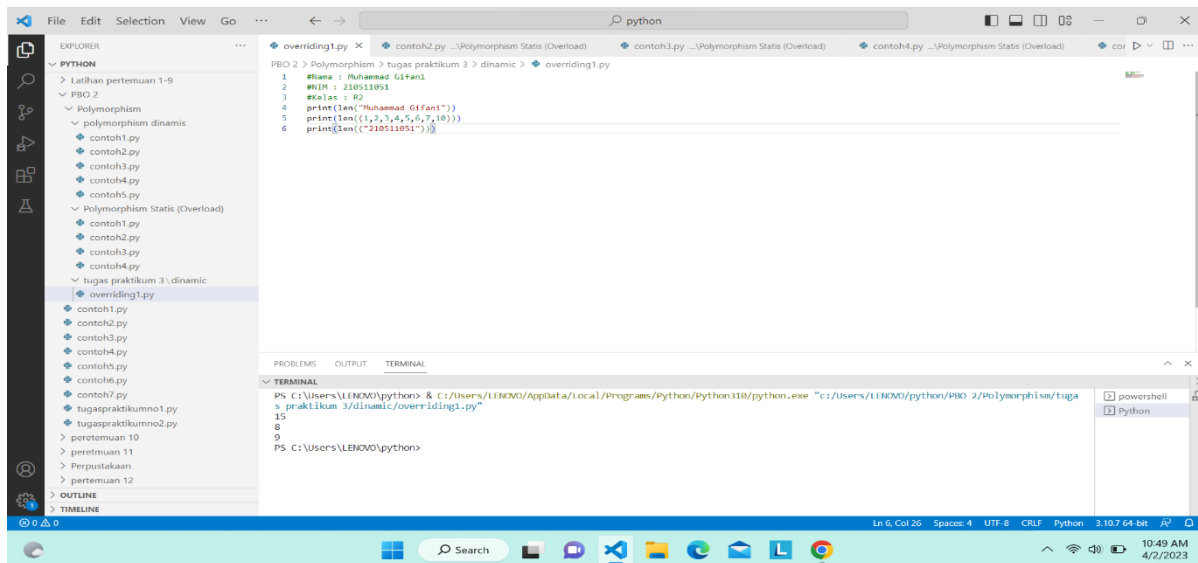 File Edit Selection View Go ··· python
EXPLORER ···
PYTHON
> Latihan pertemuan 1-9
PBO 2
Polymorphism
polymorphism dinamis
contoh1.py
contoh2.py
contoh3.py
contoh4.py
contoh5.py
Polymorphism Statis (Overload)
contoh1.py
contoh2.py
contoh3.py
contoh4.py
tugas praktikum 3 \ dinamic
overriding1.py
contoh1.py
contoh2.py
contoh3.py
contoh4.py
contoh5.py
contoh6.py
contoh7.py
tugaspraktikumno1.py
tugaspraktikumno2.py
> peretemuan 10
> peretmuan 11
> Perpustakaan
> pertemuan 12
> OUTLINE
> TIMELINE
overriding1.py × contoh2.py ...\Polymorphism Statis (Overload) contoh3.py ...\Polymorphism Statis (Overload) contoh4.py ...\Polymorphism Statis (Overload) cor
PBO 2 > Polymorphism > tugas praktikum 3 > dinamic > overriding1.py
1 #Nama : Muhammad Gifani
2 #NIM : 210511051
3 #Kelas : R2
4 print(len("Muhammad Gifani"))
5 print(len((1,2,3,4,5,6,7,10)))
6 print(len(("210511051")))
PROBLEMS OUTPUT TERMINAL
TERMINAL
PS C:\Users\LENOVO\python> & C:/Users/LENOVO/AppData/Local/Programs/Python/Python310/python.exe "c:/Users/LENOVO/python/PBO 2/Polymorphism/tuga
s praktikum 3/dinamic/overriding1.py"
15
8
9
PS C:\Users\LENOVO\python>
powershell
Python
0 0 Ln 6, Col 26 Spaces: 4 UTF-8 CRLF Python 3.10.7 64-bit
Search
10:49 AM
4/2/2023